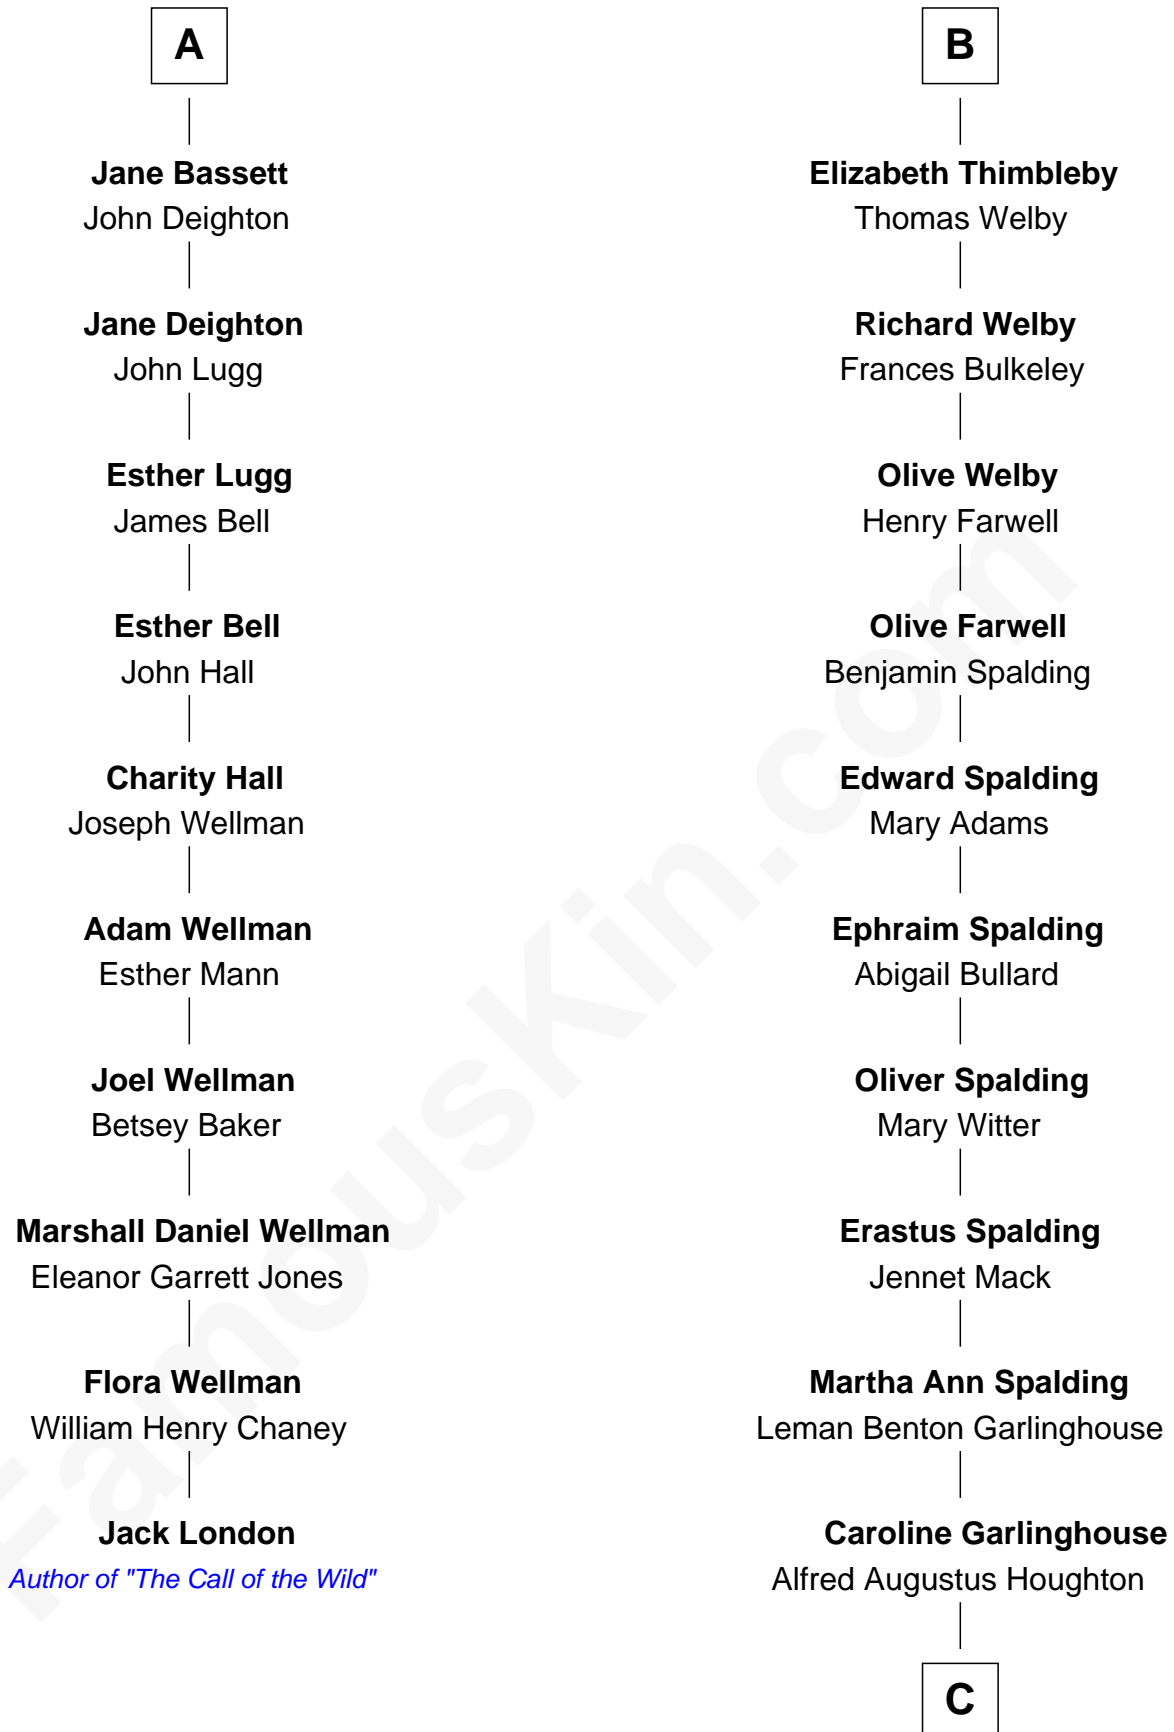 A
Jane Bassett
John Deighton
Jane Deighton
John Lugg
Esther Lugg
James Bell
Esther Bell
John Hall
Charity Hall
Joseph Wellman
Adam Wellman
Esther Mann
Joel Wellman
Betsey Baker
Marshall Daniel Wellman
Eleanor Garrett Jones
Flora Wellman
William Henry Chaney
Jack London
Author of "The Call of the Wild"
B
Elizabeth Thimbleby
Thomas Welby
Richard Welby
Frances Bulkeley
Olive Welby
Henry Farwell
Olive Farwell
Benjamin Spalding
Edward Spalding
Mary Adams
Ephraim Spalding
Abigail Bullard
Oliver Spalding
Mary Witter
Erastus Spalding
Jennet Mack
Martha Ann Spalding
Leman Benton Garlinghouse
Caroline Garlinghouse
Alfred Augustus Houghton
C
FamousKin.com